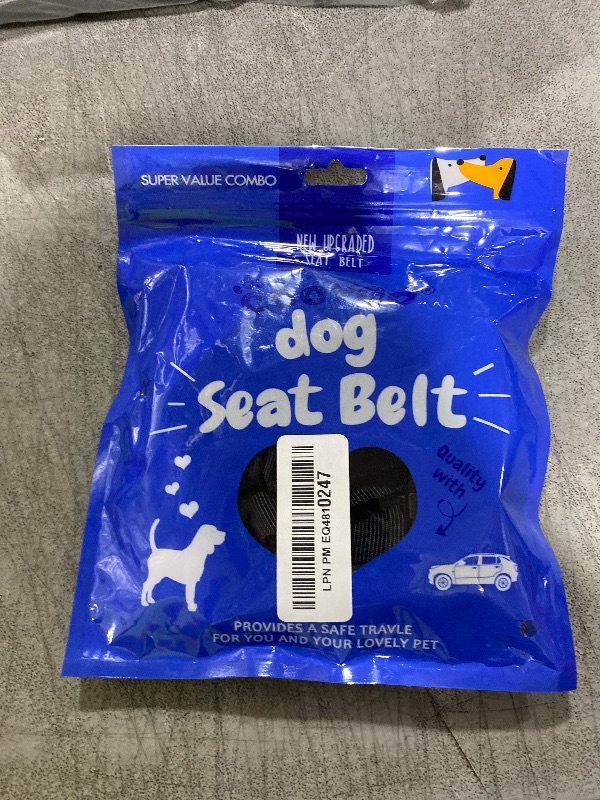 SUPER VALUE COMBO
NEW UPGRADED
SEAT BELT
dog
Seat Belt
Quality
with
LPN PM EQ4810247
PROVIDES A SAFE TRAVLE
FOR YOU AND YOUR LOVELY PET